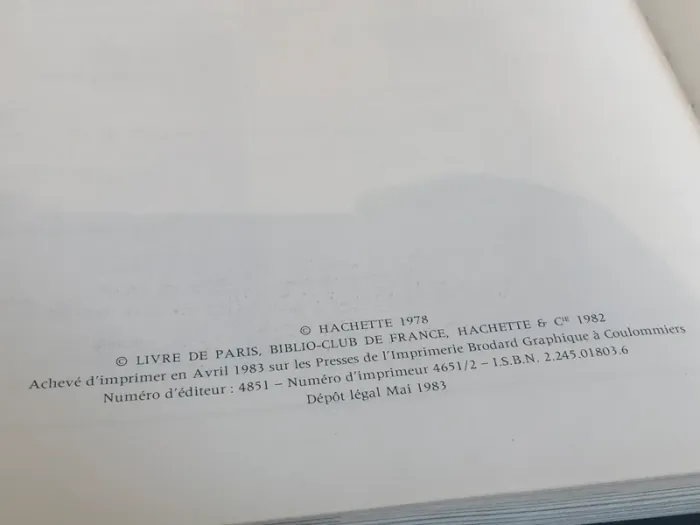 © HACHETTE 1978
© LIVRE DE PARIS, BIBLIO-CLUB DE FRANCE, HACHETTE & Cie 1982
Achevé d'imprimer en Avril 1983 sur les Presses de l'Imprimerie Brodard Graphique à Coulommiers
Numéro d'éditeur : 4851 – Numéro d'imprimeur 4651/2 – I.S.B.N. 2.245.01803.6
Dépôt légal Mai 1983